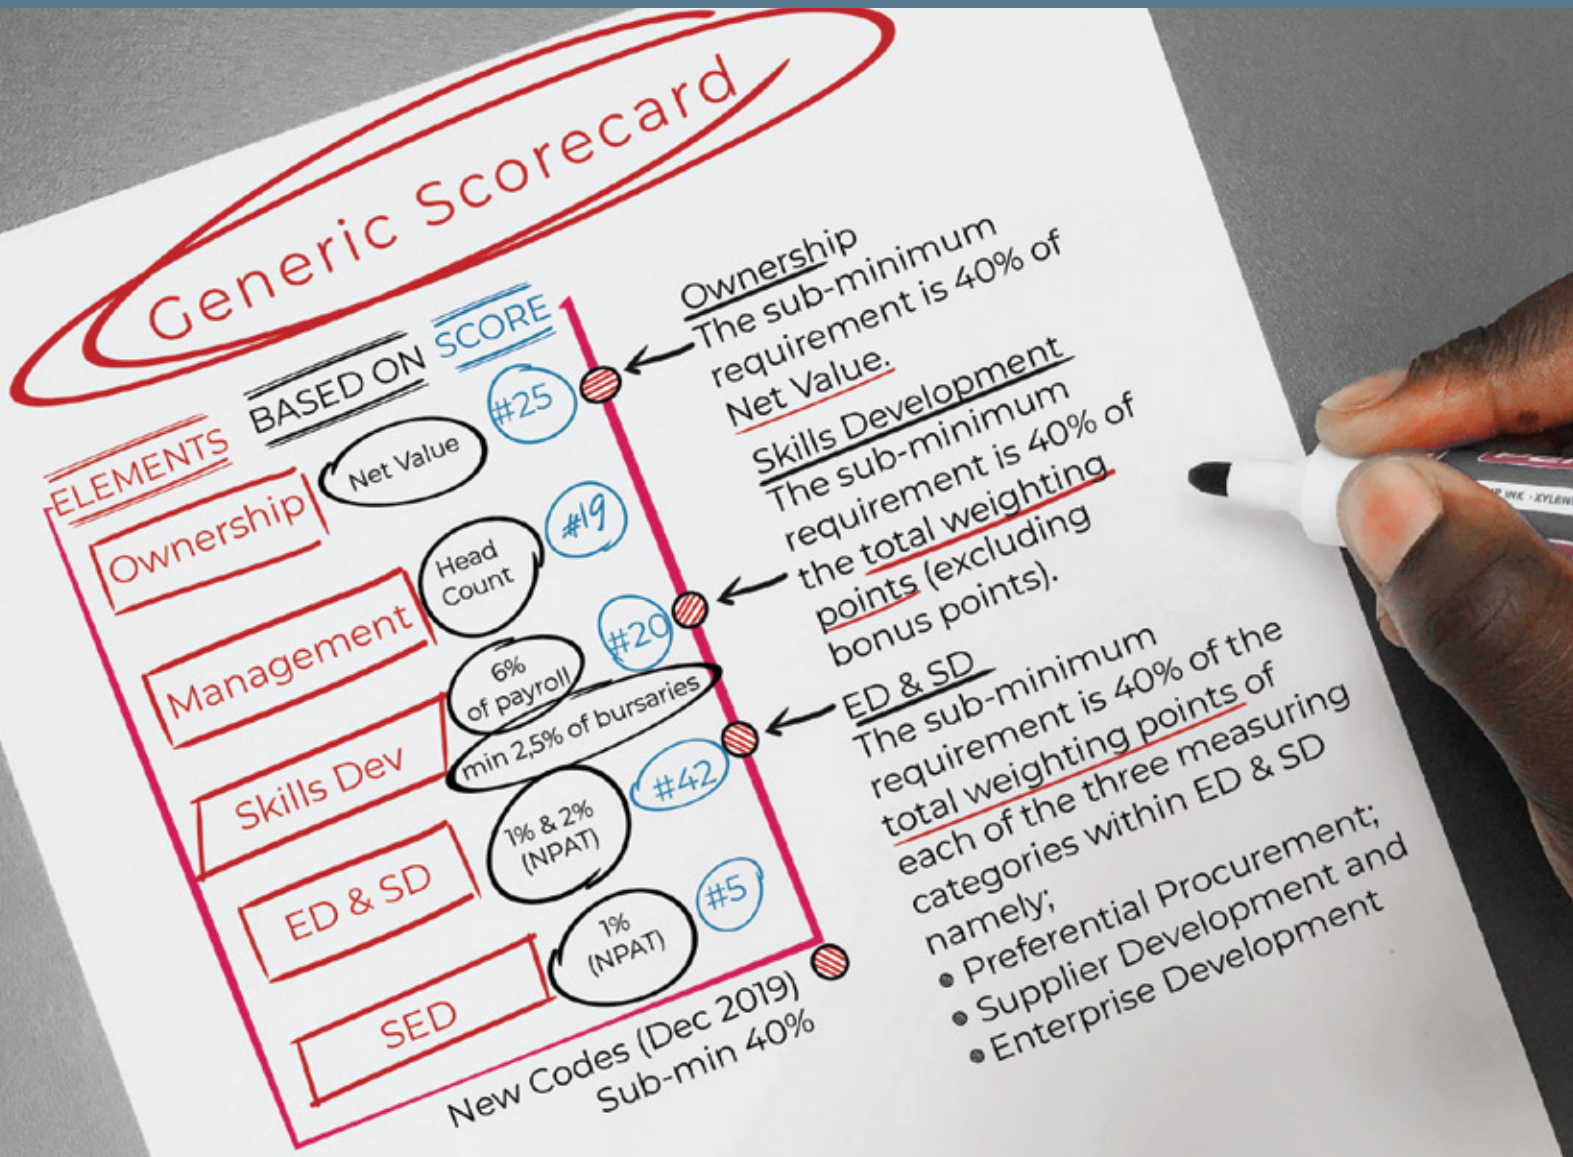 Generic Scorecard
ELEMENTS
BASED ON
SCORE
Ownership
Net Value
#25
Management
Head
Count
#19
Skills Dev
6%
of payroll
min 2,5% of bursaries
#20
ED & SD
1% & 2%
(NPAT)
#42
SED
1%
(NPAT)
#5
New Codes (Dec 2019)
Sub-min 40%
Ownership
The sub-minimum
requirement is 40% of
Net Value.
Skills Development
The sub-minimum
requirement is 40% of
the total weighting
points (excluding
bonus points).
ED & SD
The sub-minimum
requirement is 40% of the
total weighting points of
each of the three measuring
categories within ED & SD
namely;
• Preferential Procurement;
• Supplier Development and
• Enterprise Development
INK - XYLEN